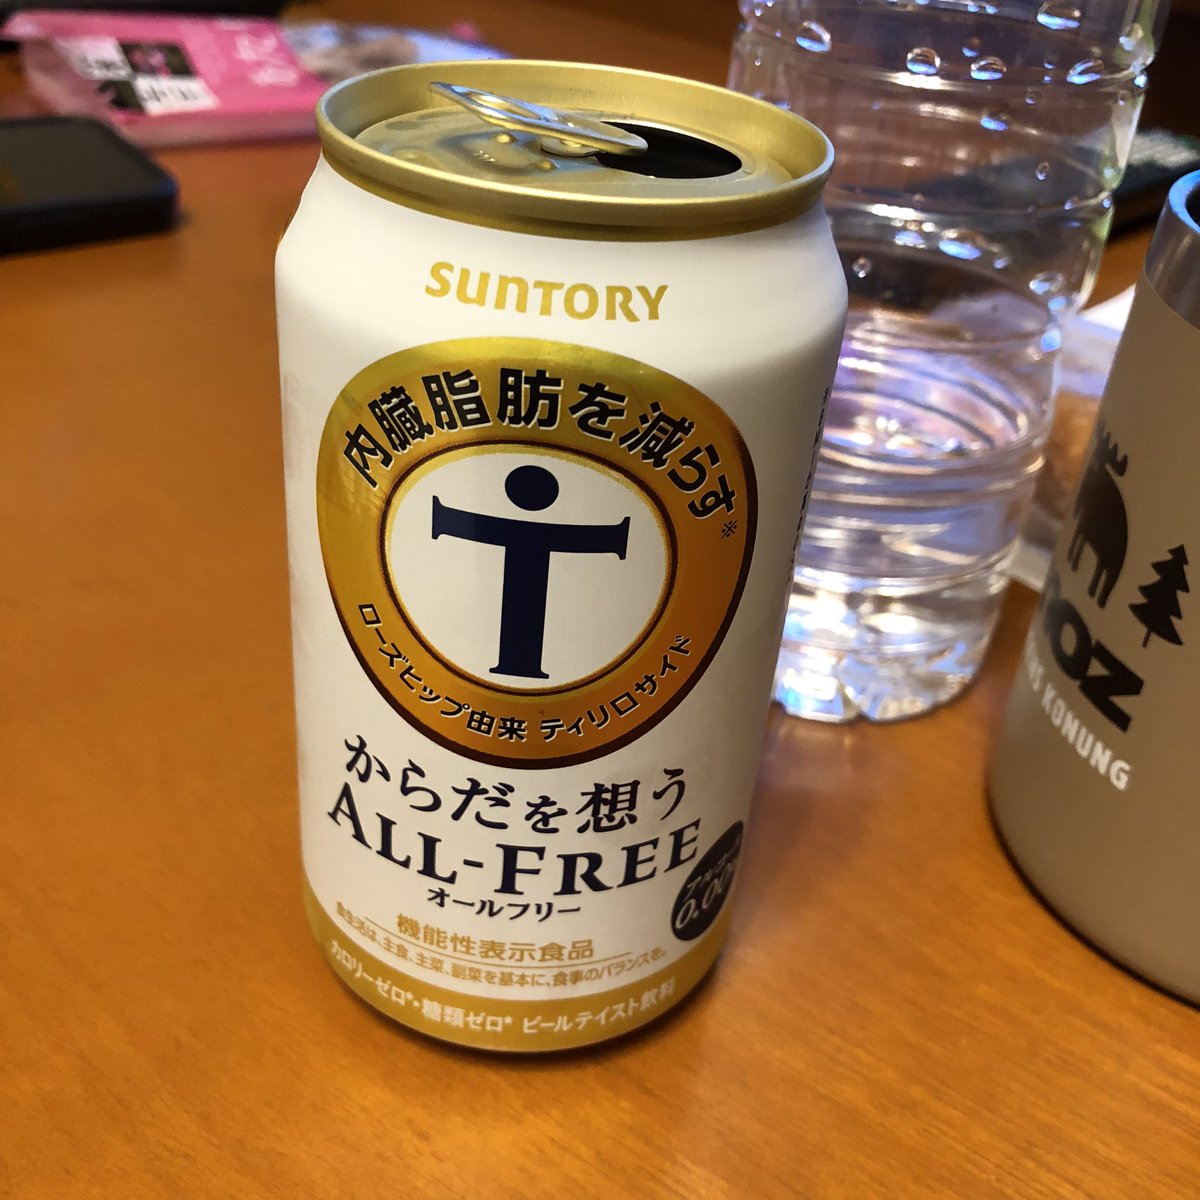 SUNTORY
内臓脂肪を減らす※
ローズヒップ由来 ティリロサイド
からだを想う
ALL-FREE
オールフリー
機能性表示食品
食生活は、主食、主菜、副菜を基本に、食事のバランスを。
カロリーゼロ*・糖類ゼロ* ビールテイスト飲料
0.00%
OZ
KONUNG